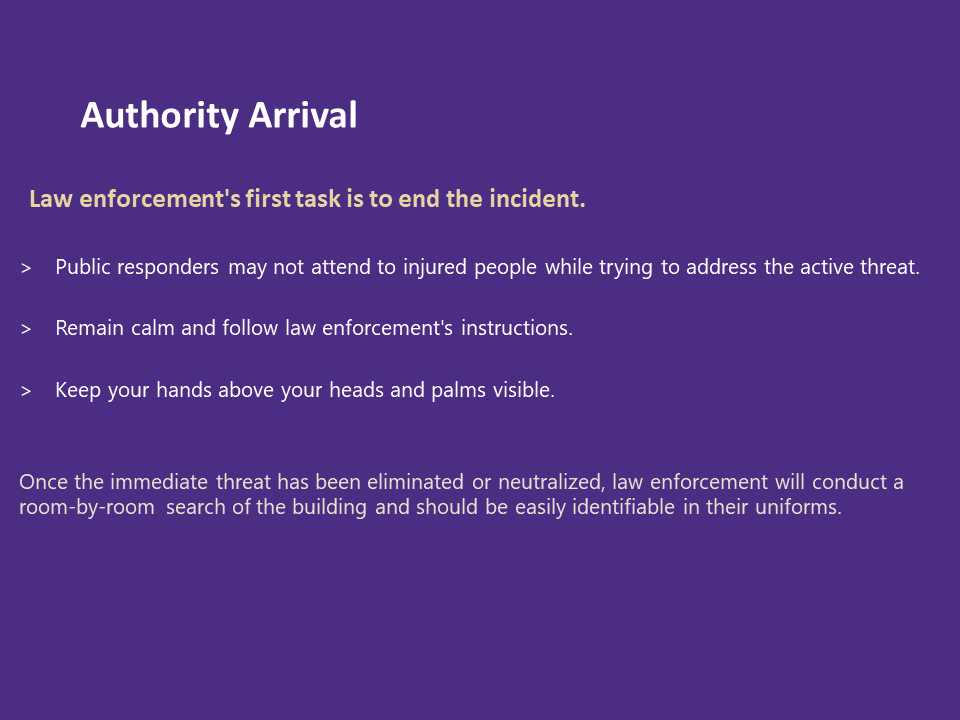 Authority Arrival
Law enforcement's first task is to end the incident.
> Public responders may not attend to injured people while trying to address the active threat.
> Remain calm and follow law enforcement's instructions.
> Keep your hands above your heads and palms visible.
Once the immediate threat has been eliminated or neutralized, law enforcement will conduct a
room-by-room search of the building and should be easily identifiable in their uniforms.